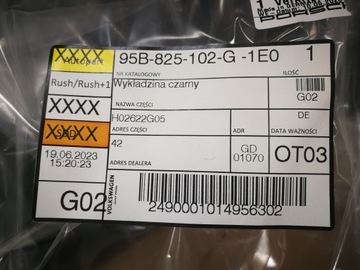 XXXX
Autopart
95B-825-102-G -1E0
1
NR KATALOGOWY
ILOŚĆ
Rush/Rush+1
Wykładzina czarny
G02
XXXX
NAZWA CZĘŚCI
H02622G05
DE
XXXX
ADRES CZĘŚCI
ADR
DATA WAŻNOŚCI
42
GD
01070
OT03
19.06.2023
15:20:23
ADRES DEALERA
G02
VOLKSWAGEN
2490001014956302